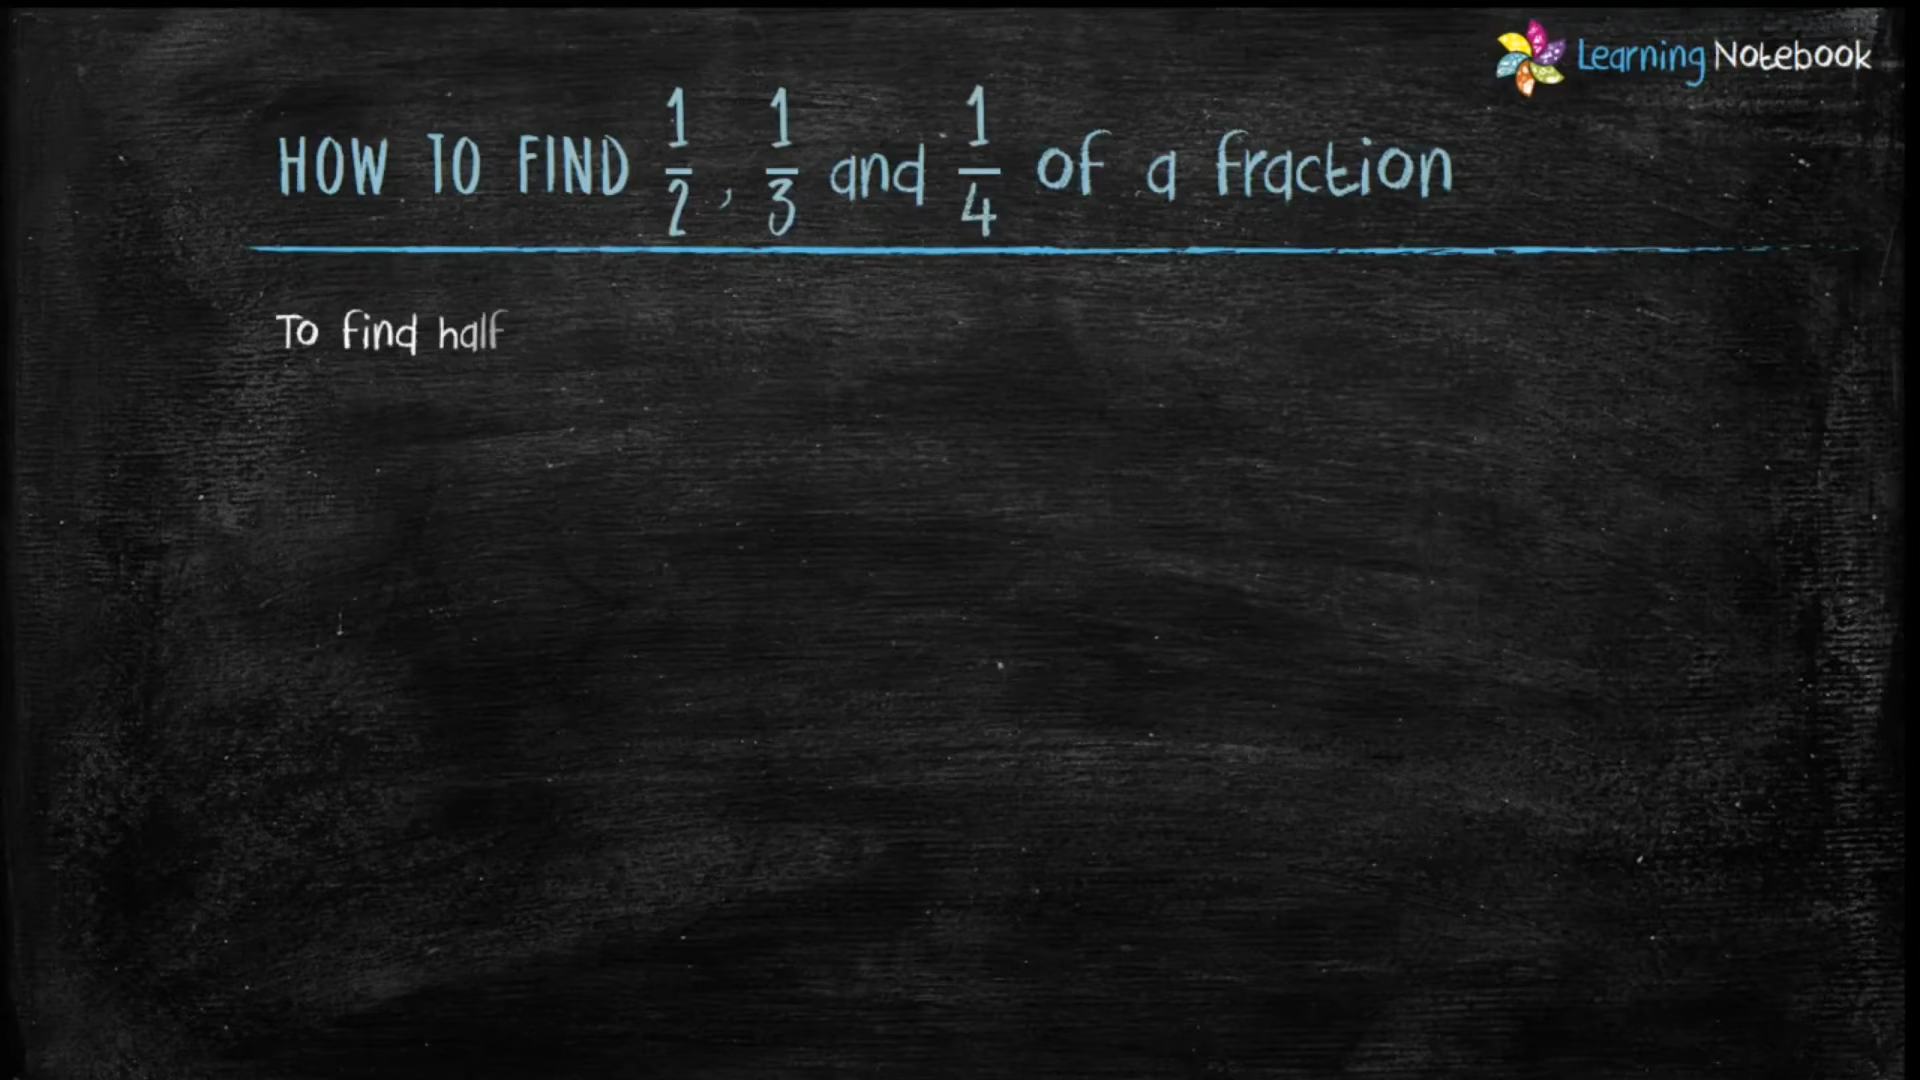 Learning Notebook
HOW TO FIND 1/2, 1/3 and 1/4 of a fraction
To find half